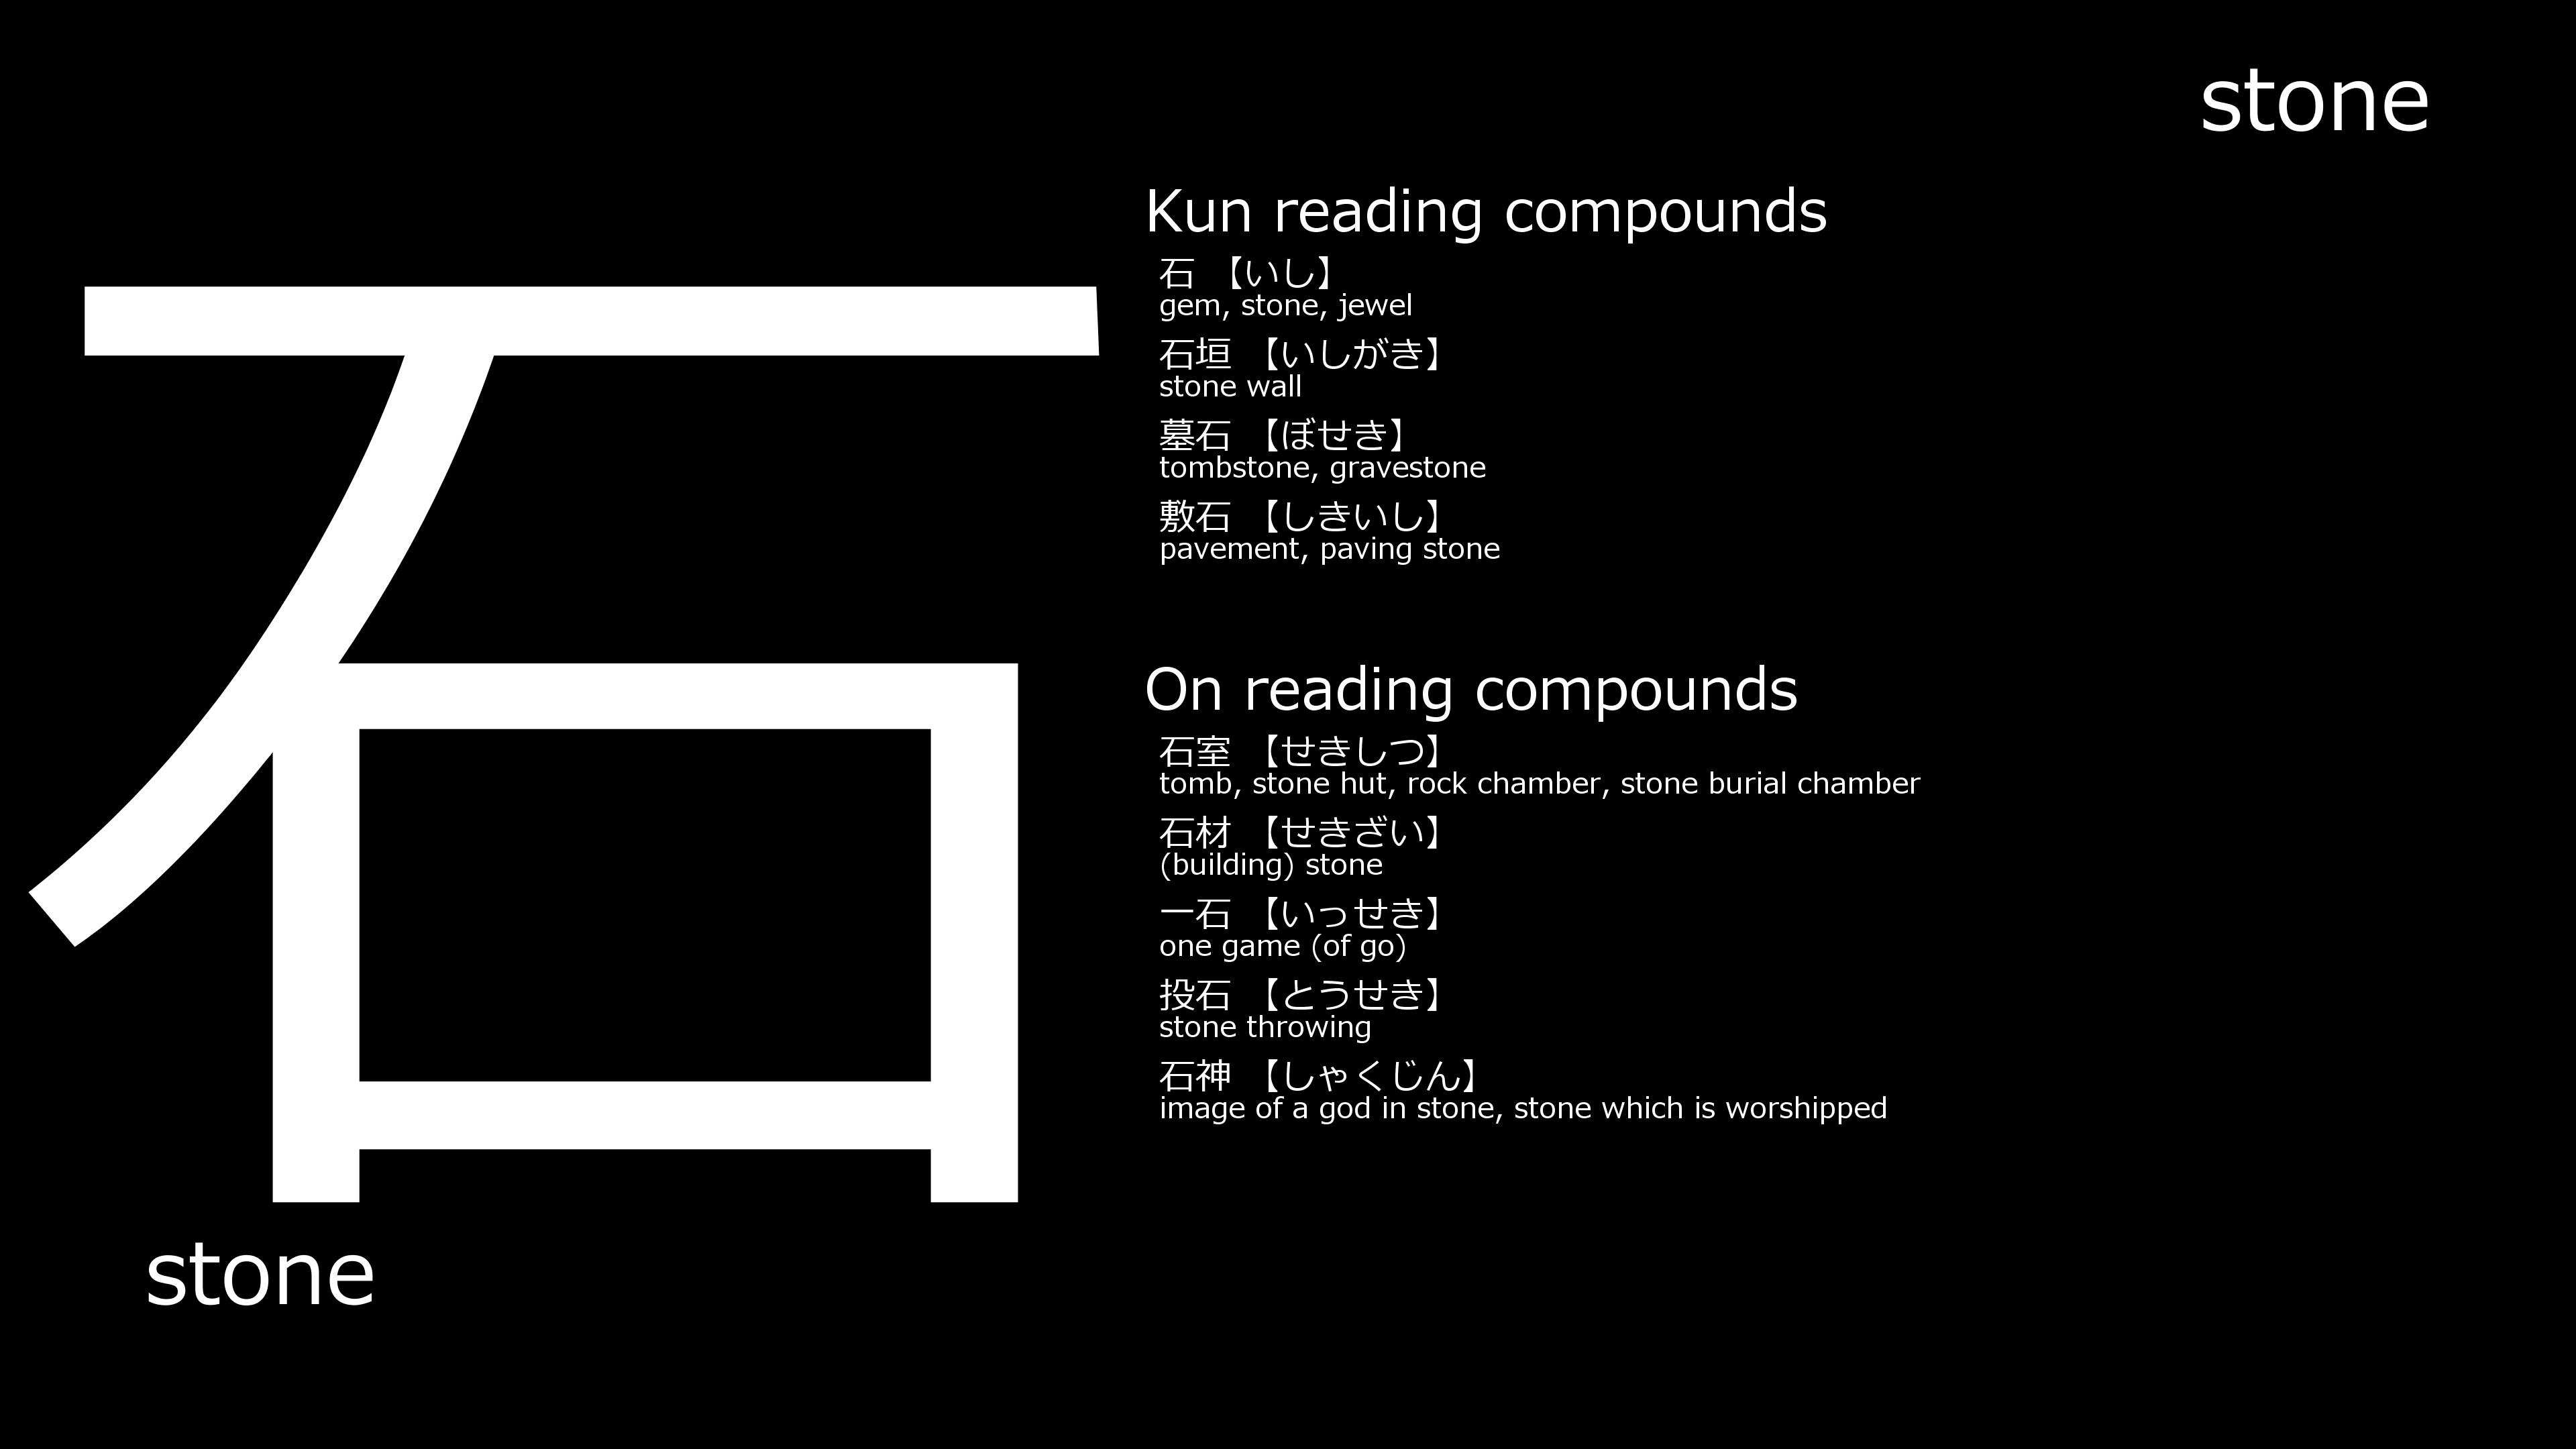 stone
石
stone
Kun reading compounds
石 【いし】
gem, stone, jewel
石垣 【いしがき】
stone wall
墓石 【ぼせき】
tombstone, gravestone
敷石 【しきいし】
pavement, paving stone
On reading compounds
石室 【せきしつ】
tomb, stone hut, rock chamber, stone burial chamber
石材 【せきざい】
(building) stone
一石 【いっせき】
one game (of go)
投石 【とうせき】
stone throwing
石神 【しゃくじん】
image of a god in stone, stone which is worshipped